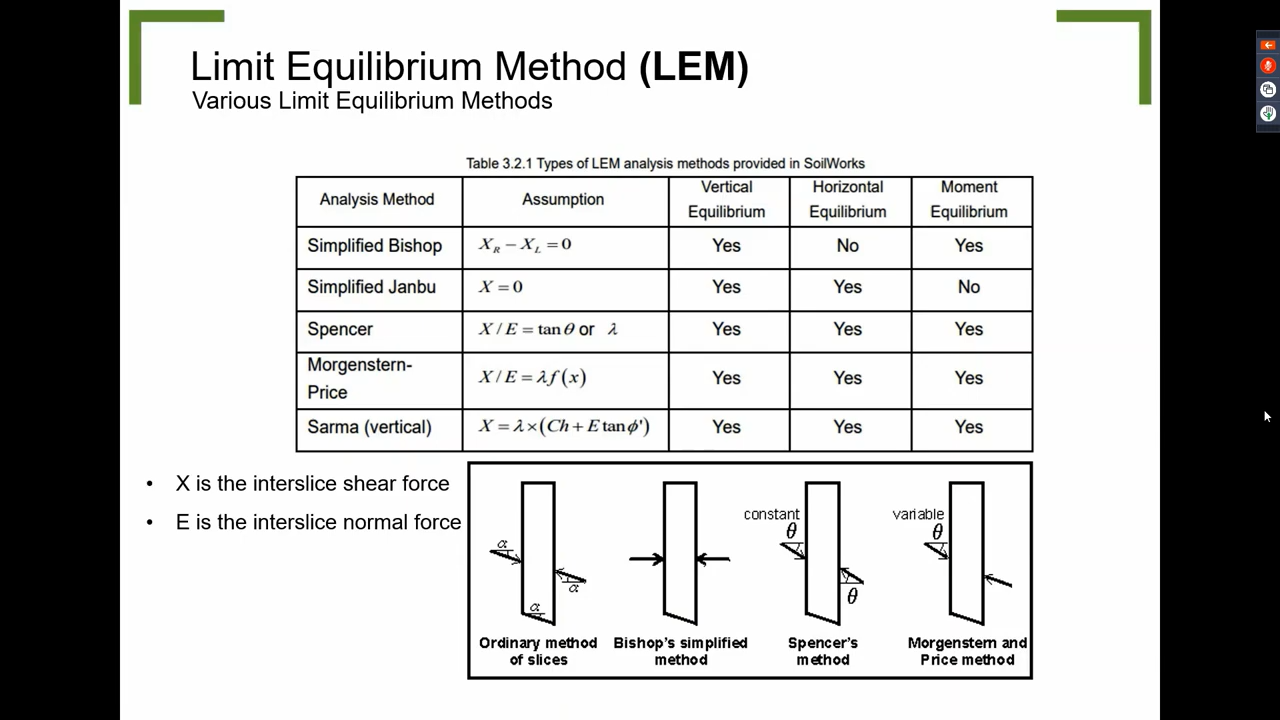 Limit Equilibrium Method (LEM)
Various Limit Equilibrium Methods
Table 3.2.1 Types of LEM analysis methods provided in SoilWorks
Analysis Method Assumption Vertical Equilibrium Horizontal Equilibrium Moment Equilibrium
Simplified Bishop X_R − X_L = 0 Yes No Yes
Simplified Janbu X = 0 Yes Yes No
Spencer X / E = tan θ or λ Yes Yes Yes
Morgenstern-Price X / E = λf(x) Yes Yes Yes
Sarma (vertical) X = λ×(Ch + E tan ϕ') Yes Yes Yes
• X is the interslice shear force
• E is the interslice normal force
α α α
constant θ θ
variable θ
Ordinary method of slices
Bishop's simplified method
Spencer's method
Morgenstern and Price method